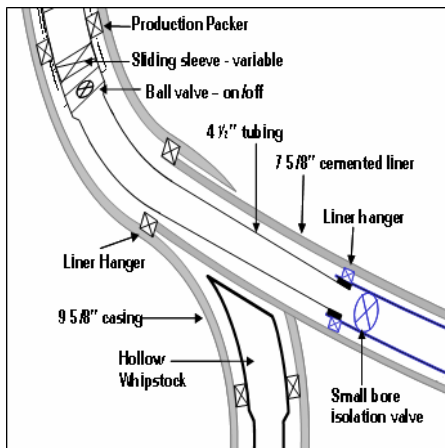 Production Packer
Sliding sleeve - variable
Ball valve – on/off
4 ½" tubing
7 5/8" cemented liner
Liner hanger
Liner Hanger
9 5/8" casing
Hollow
Whipstock
Small bore
isolation valve